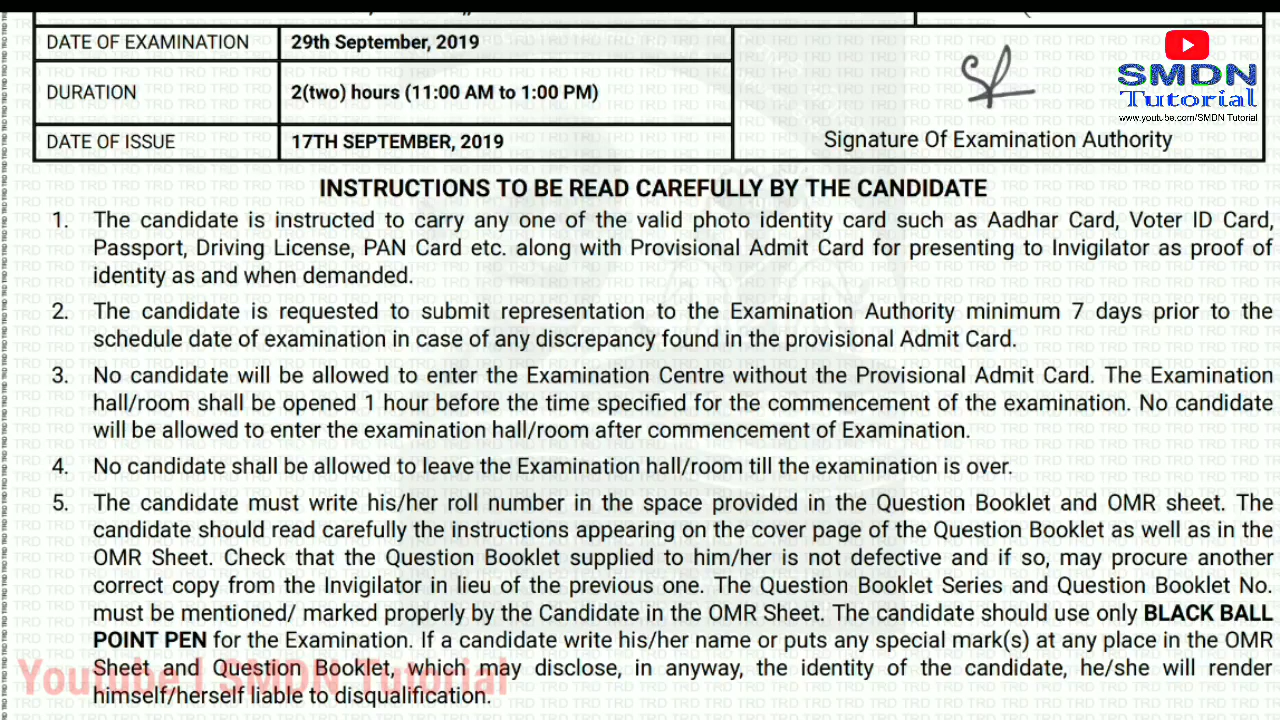 DATE OF EXAMINATION 29th September, 2019
DURATION 2(two) hours (11:00 AM to 1:00 PM)
DATE OF ISSUE 17TH SEPTEMBER, 2019
Signature Of Examination Authority
SMDN
Tutorial
www.youtube.com/SMDN Tutorial
INSTRUCTIONS TO BE READ CAREFULLY BY THE CANDIDATE
1. The candidate is instructed to carry any one of the valid photo identity card such as Aadhar Card, Voter ID Card,
Passport, Driving License, PAN Card etc. along with Provisional Admit Card for presenting to Invigilator as proof of
identity as and when demanded.
2. The candidate is requested to submit representation to the Examination Authority minimum 7 days prior to the
schedule date of examination in case of any discrepancy found in the provisional Admit Card.
3. No candidate will be allowed to enter the Examination Centre without the Provisional Admit Card. The Examination
hall/room shall be opened 1 hour before the time specified for the commencement of the examination. No candidate
will be allowed to enter the examination hall/room after commencement of Examination.
4. No candidate shall be allowed to leave the Examination hall/room till the examination is over.
5. The candidate must write his/her roll number in the space provided in the Question Booklet and OMR sheet. The
candidate should read carefully the instructions appearing on the cover page of the Question Booklet as well as in the
OMR Sheet. Check that the Question Booklet supplied to him/her is not defective and if so, may procure another
correct copy from the Invigilator in lieu of the previous one. The Question Booklet Series and Question Booklet No.
must be mentioned/ marked properly by the Candidate in the OMR Sheet. The candidate should use only BLACK BALL
POINT PEN for the Examination. If a candidate write his/her name or puts any special mark(s) at any place in the OMR
Sheet and Question Booklet, which may disclose, in anyway, the identity of the candidate, he/she will render
himself/herself liable to disqualification.
Youtube | SMDN Tutorial